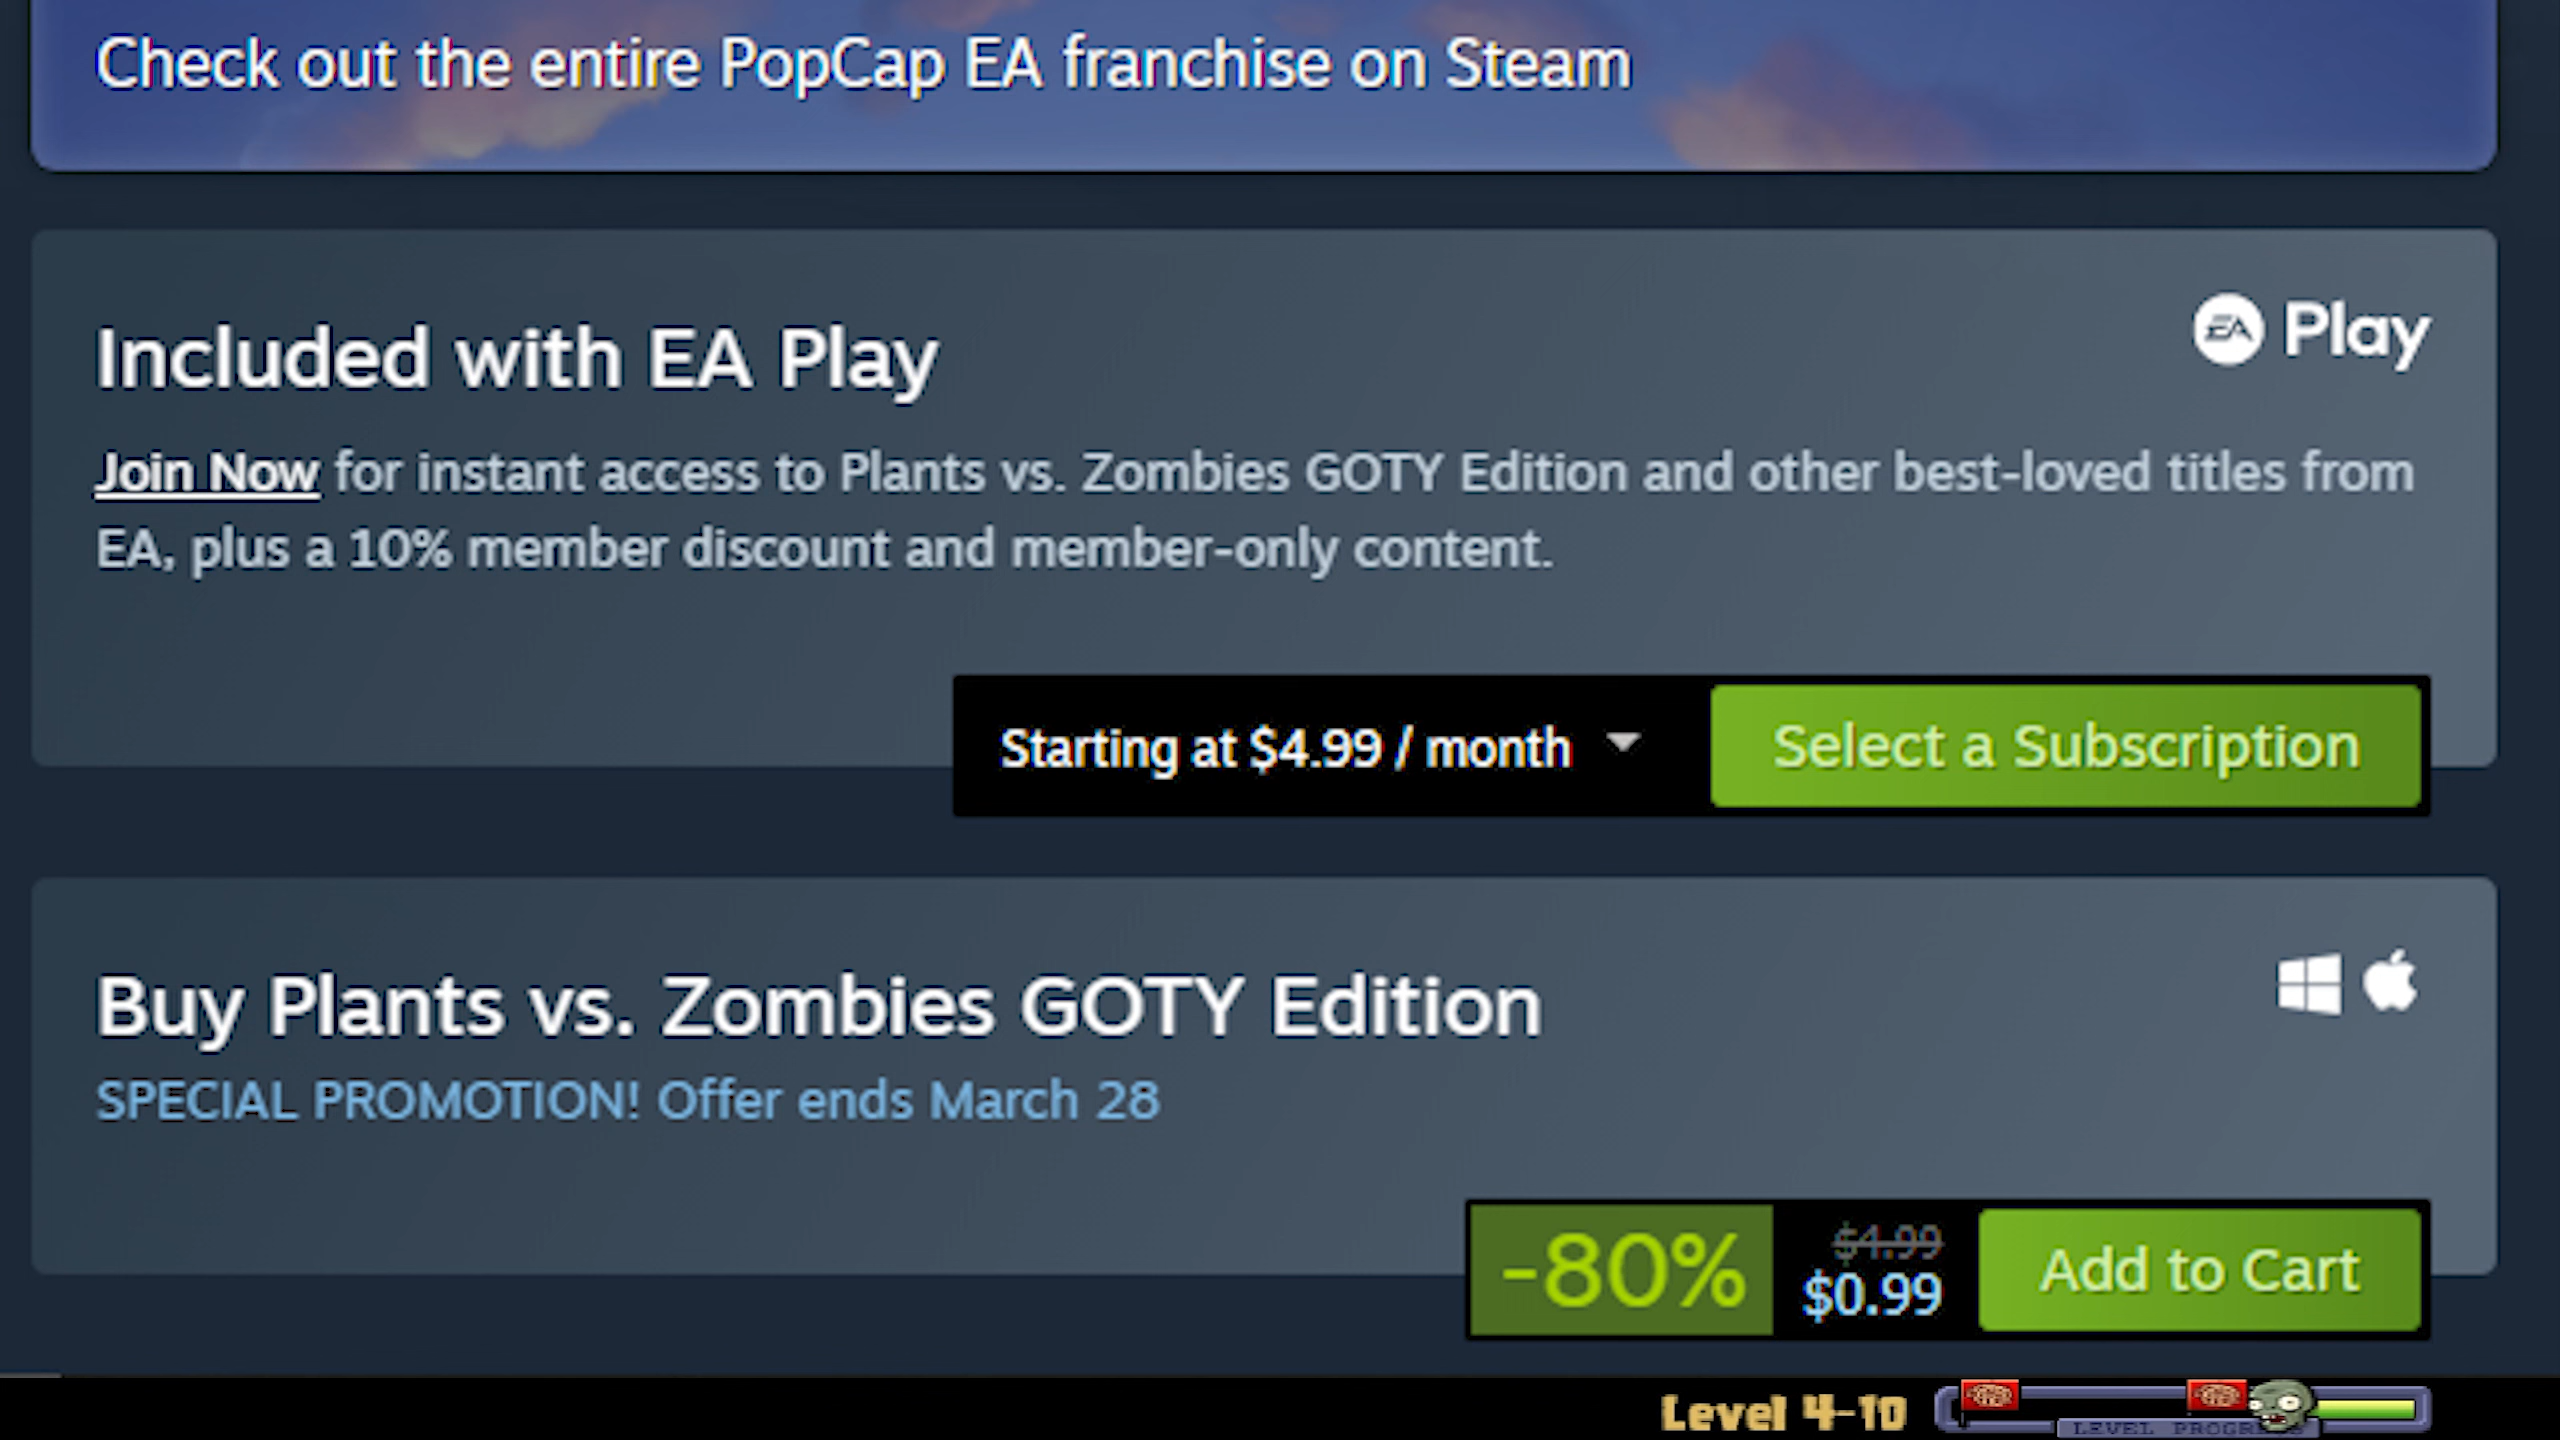 Check out the entire PopCap EA franchise on Steam
Included with EA Play
EA Play
Join Now for instant access to Plants vs. Zombies GOTY Edition and other best-loved titles from
EA, plus a 10% member discount and member-only content.
Starting at $4.99 / month
Select a Subscription
Buy Plants vs. Zombies GOTY Edition
SPECIAL PROMOTION! Offer ends March 28
-80%
$4.99
$0.99
Add to Cart
Level 4-10
LEVEL